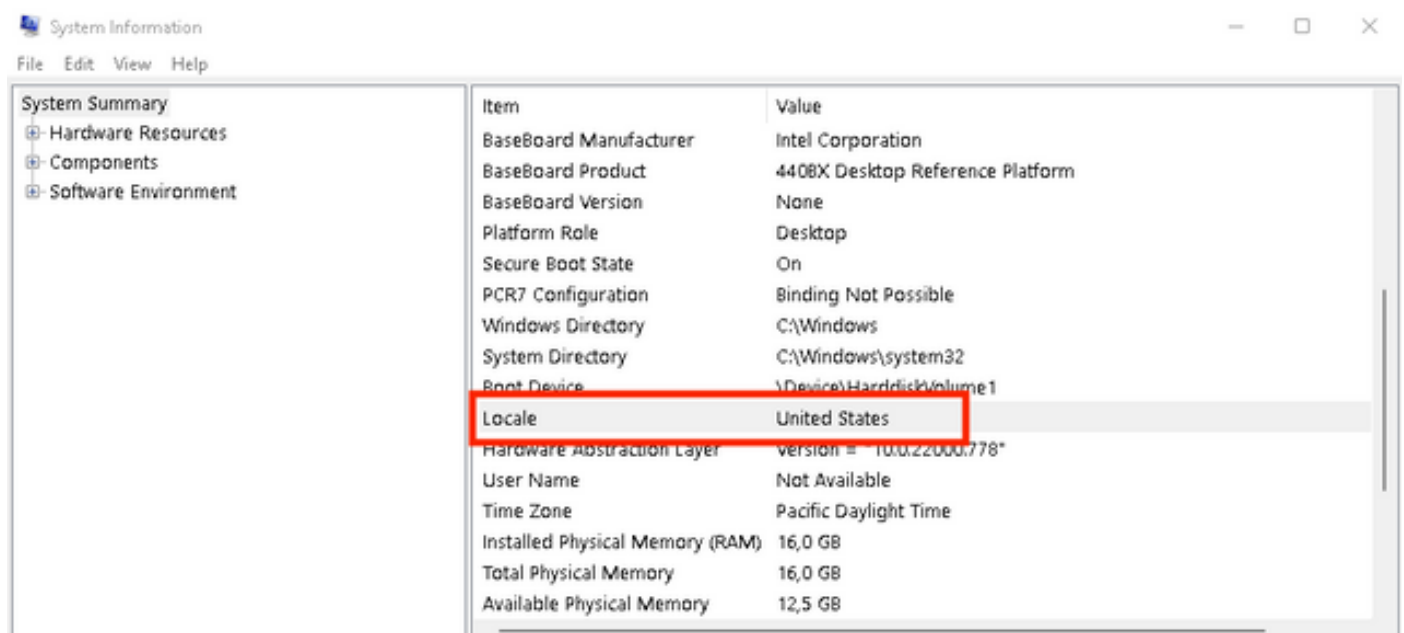 System Information
File Edit View Help
System Summary
Hardware Resources
Components
Software Environment
Item Value
BaseBoard Manufacturer Intel Corporation
BaseBoard Product 440BX Desktop Reference Platform
BaseBoard Version None
Platform Role Desktop
Secure Boot State On
PCR7 Configuration Binding Not Possible
Windows Directory C:\Windows
System Directory C:\Windows\system32
Boot Device \Device\HarddiskVolume1
Locale United States
Hardware Abstraction Layer Version = "10.0.22000.778"
User Name Not Available
Time Zone Pacific Daylight Time
Installed Physical Memory (RAM) 16,0 GB
Total Physical Memory 16,0 GB
Available Physical Memory 12,5 GB